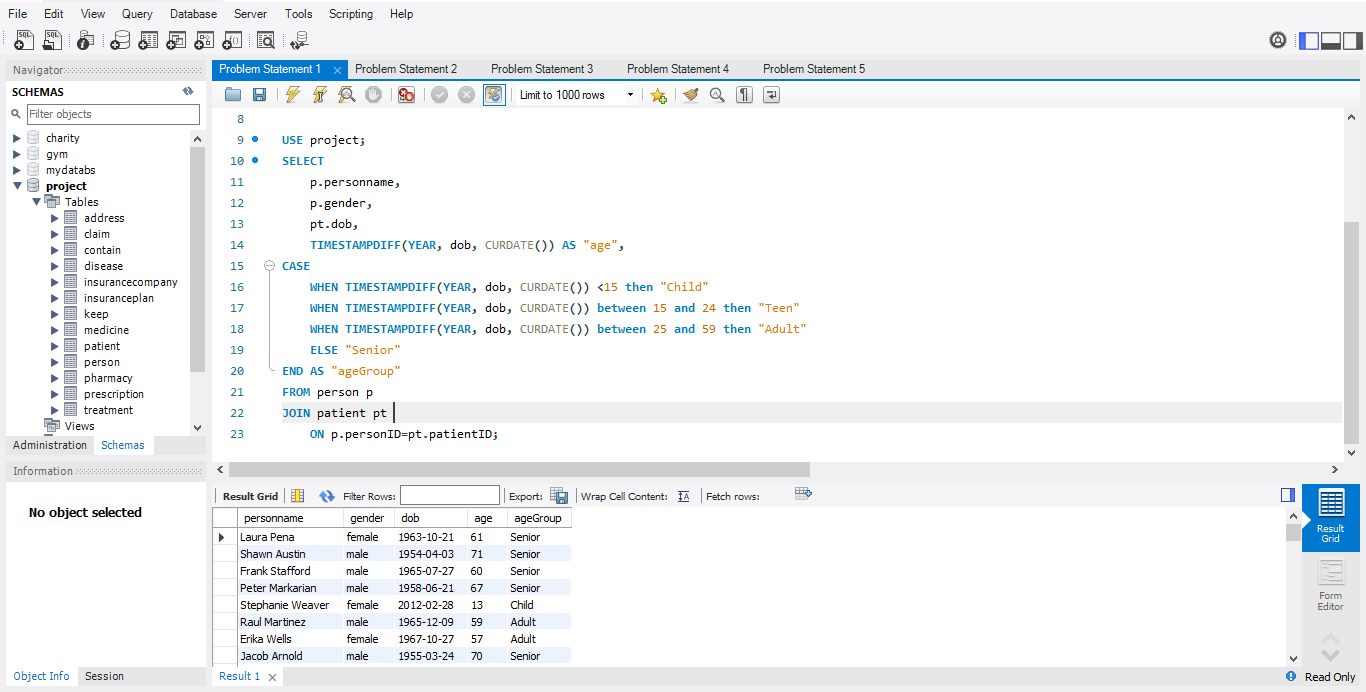 File Edit View Query Database Server Tools Scripting Help
Navigator
SCHEMAS
Filter objects
charity
gym
mydatabs
project
Tables
address
claim
contain
disease
insurancecompany
insuranceplan
keep
medicine
patient
person
pharmacy
prescription
treatment
Views
Administration Schemas
Information
No object selected
Object Info Session
Problem Statement 1 Problem Statement 2 Problem Statement 3 Problem Statement 4 Problem Statement 5
Limit to 1000 rows
8
9 USE project;
10 SELECT
11 p.personname,
12 p.gender,
13 pt.dob,
14 TIMESTAMPDIFF(YEAR, dob, CURDATE()) AS "age",
15 CASE
16 WHEN TIMESTAMPDIFF(YEAR, dob, CURDATE()) <15 then "Child"
17 WHEN TIMESTAMPDIFF(YEAR, dob, CURDATE()) between 15 and 24 then "Teen"
18 WHEN TIMESTAMPDIFF(YEAR, dob, CURDATE()) between 25 and 59 then "Adult"
19 ELSE "Senior"
20 END AS "ageGroup"
21 FROM person p
22 JOIN patient pt
23 ON p.personID=pt.patientID;
Result Grid Filter Rows: Export: Wrap Cell Content: IA Fetch rows:
personname gender dob age ageGroup
Laura Pena female 1963-10-21 61 Senior
Shawn Austin male 1954-04-03 71 Senior
Frank Stafford male 1965-07-27 60 Senior
Peter Markarian male 1958-06-21 67 Senior
Stephanie Weaver female 2012-02-28 13 Child
Raul Martinez male 1965-12-09 59 Adult
Erika Wells female 1967-10-27 57 Adult
Jacob Arnold male 1955-03-24 70 Senior
Result
Grid
Form
Editor
Result 1
Read Only